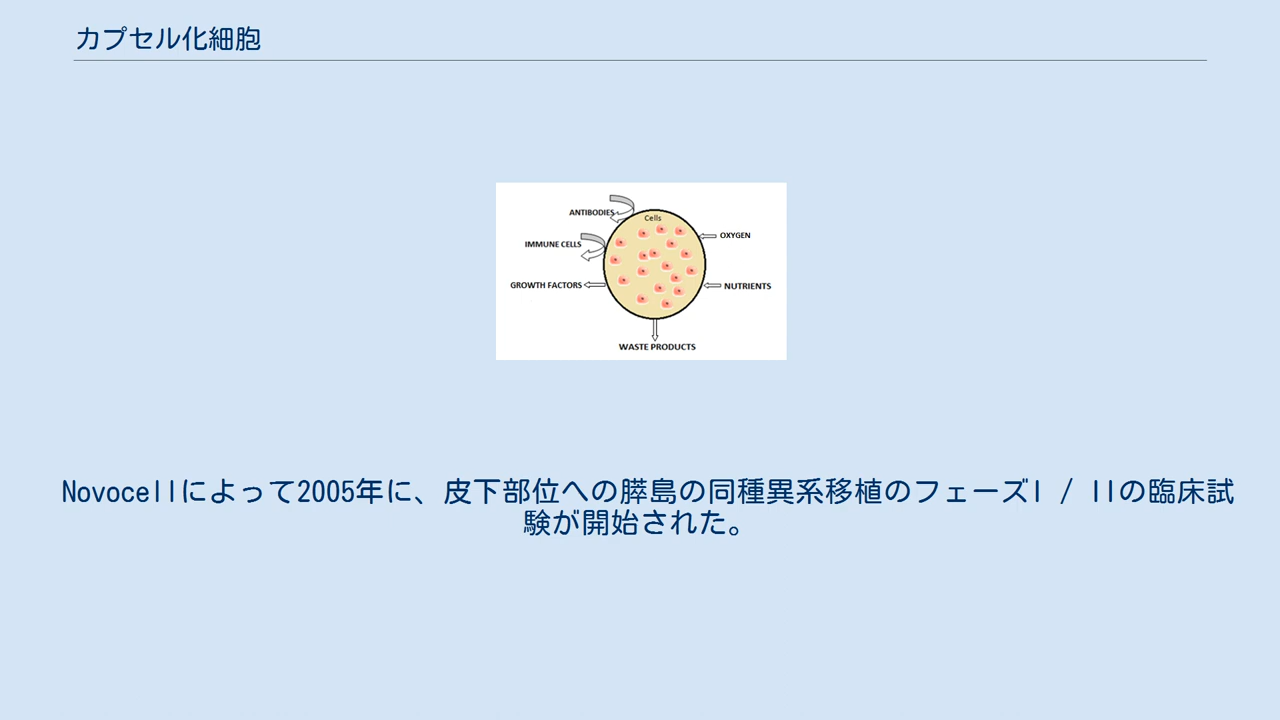 カプセル化細胞
ANTIBODIES
Cells
IMMUNE CELLS
OXYGEN
GROWTH FACTORS
NUTRIENTS
WASTE PRODUCTS
Novocellによって2005年に、皮下部位への膵島の同種異系移植のフェーズI / IIの臨床試
験が開始された。